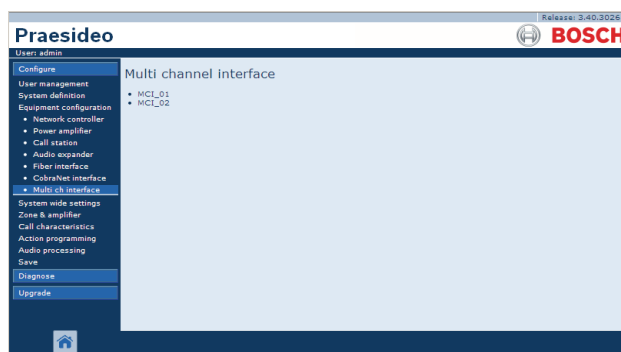 Release: 3.40.3026
Praesideo
BOSCH
User: admin
Configure
User management
System definition
Equipment configuration
• Network controller
• Power amplifier
• Call station
• Audio expander
• Fiber interface
• CobraNet interface
• Multi ch interface
System wide settings
Zone & amplifier
Call characteristics
Action programming
Audio processing
Save
Diagnose
Upgrade
Multi channel interface
• MCI_01
• MCI_02